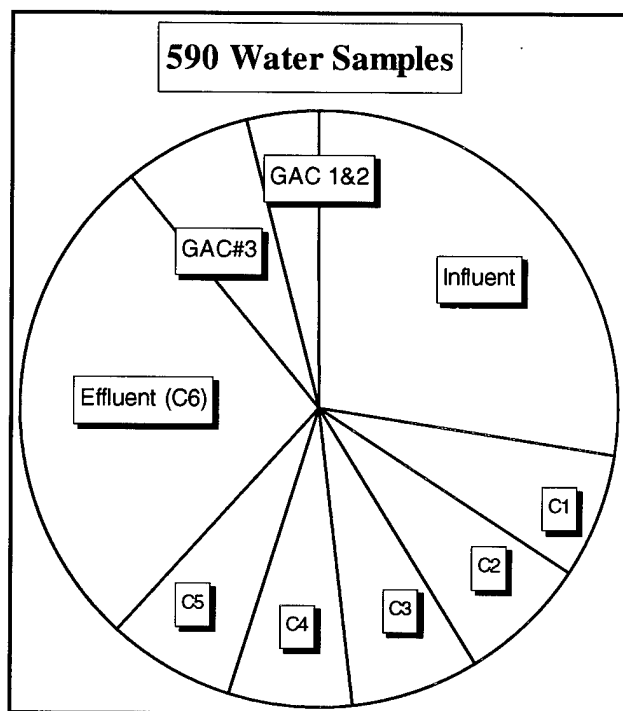 590 Water Samples
GAC 1&2
GAC#3
Influent
Effluent (C6)
C1
C2
C3
C4
C5